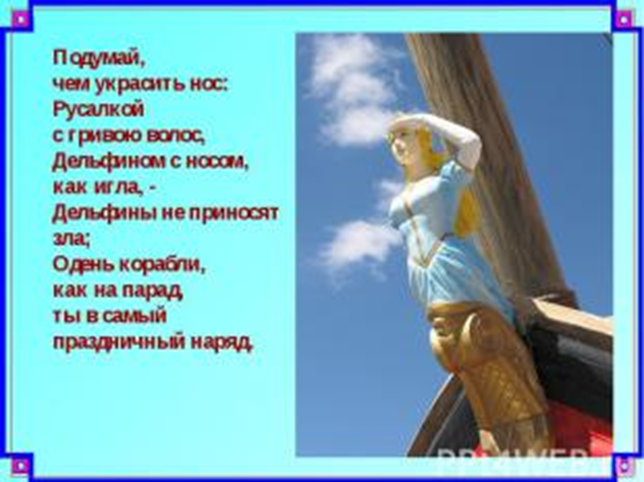 Подумай,
чем украсить нос:
Русалкой
с гривою волос,
Дельфином с носом,
как игла, -
Дельфины не приносят
зла;
Одень корабли,
как на парад,
ты в самый
праздничный наряд.